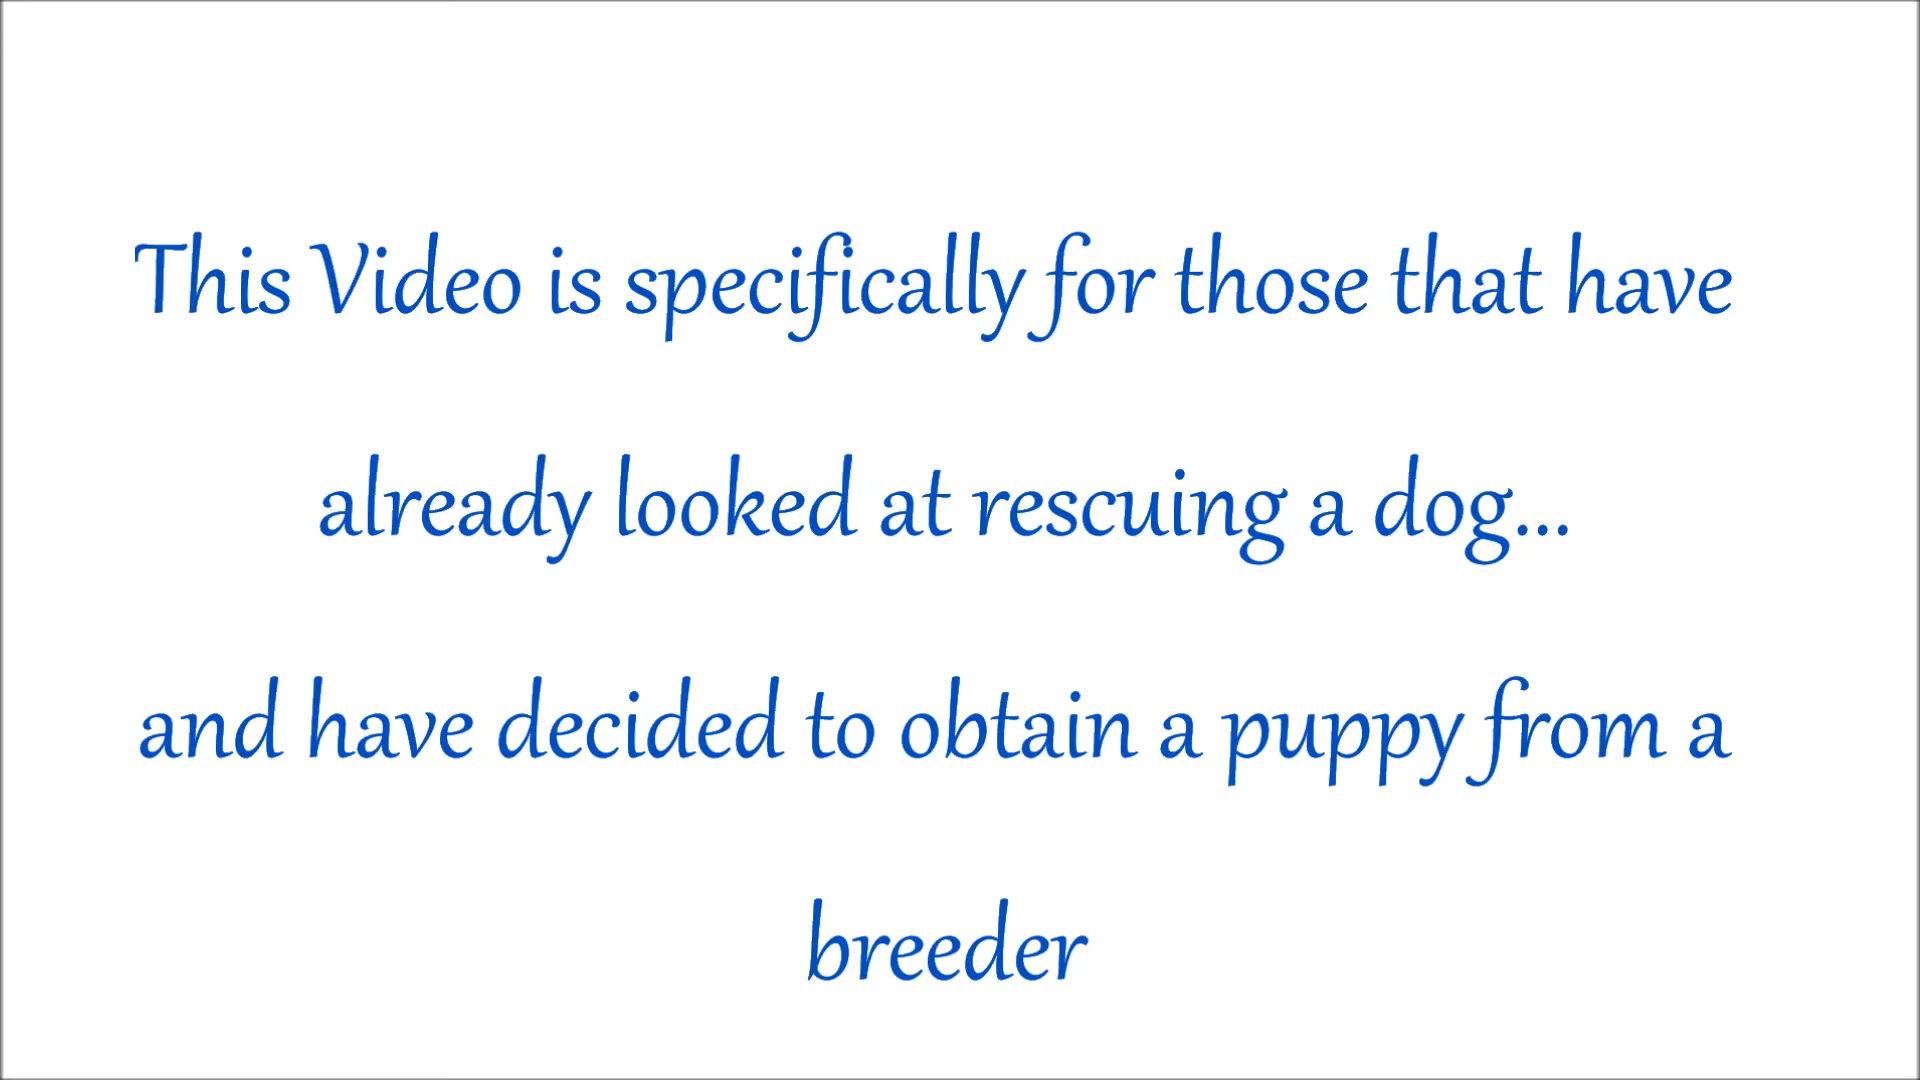 This Video is specifically for those that have
already looked at rescuing a dog...
and have decided to obtain a puppy from a
breeder